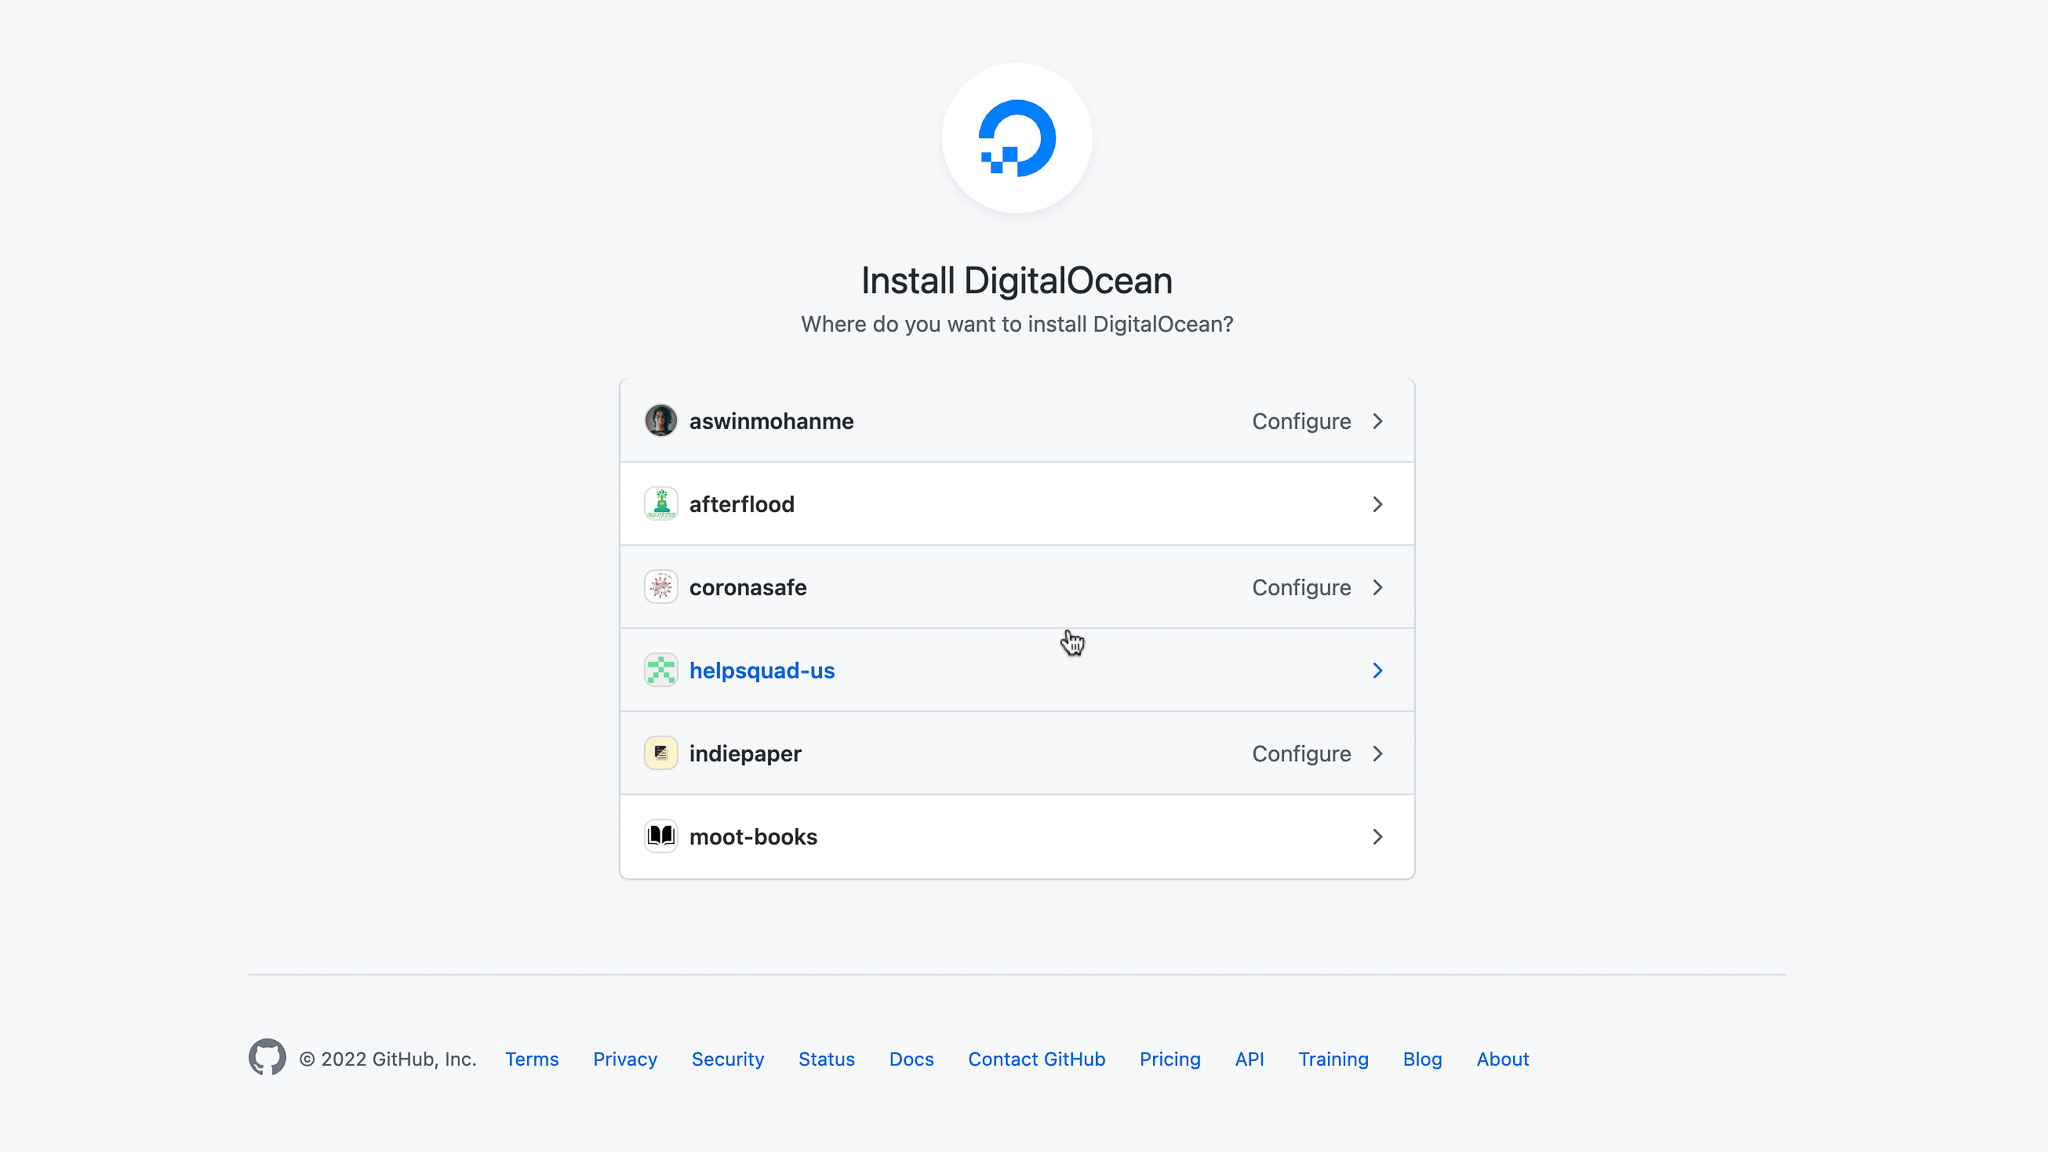 Install DigitalOcean
Where do you want to install DigitalOcean?
aswinmohanme Configure
afterflood
coronasafe Configure
helpsquad-us
indiepaper Configure
moot-books
© 2022 GitHub, Inc. Terms Privacy Security Status Docs Contact GitHub Pricing API Training Blog About